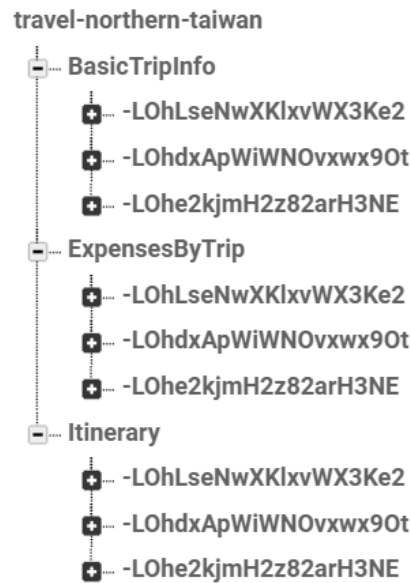 travel-northern-taiwan
BasicTripInfo
-LOhLseNwXKlxvWX3Ke2
-LOhdxApWiWNOvxwx9Ot
-LOhe2kjmH2z82arH3NE
ExpensesByTrip
-LOhLseNwXKlxvWX3Ke2
-LOhdxApWiWNOvxwx9Ot
-LOhe2kjmH2z82arH3NE
Itinerary
-LOhLseNwXKlxvWX3Ke2
-LOhdxApWiWNOvxwx9Ot
-LOhe2kjmH2z82arH3NE